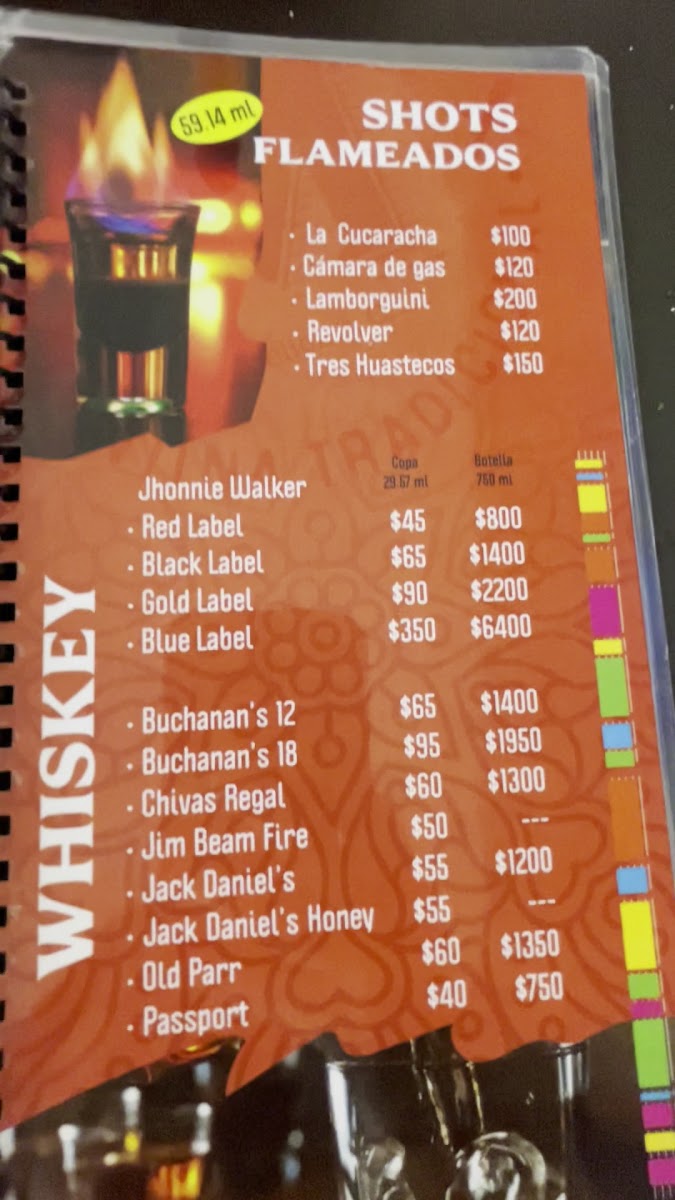 59.14 ml
SHOTS
FLAMEADOS
· La Cucaracha $100
· Cámara de gas $120
· Lamborguini $200
· Revolver $120
· Tres Huastecos $150
WHISKEY
Copa Botella
29.57 ml 750 ml
Jhonnie Walker
· Red Label $45 $800
· Black Label $65 $1400
· Gold Label $90 $2200
· Blue Label $350 $6400
· Buchanan's 12 $65 $1400
· Buchanan's 18 $95 $1950
· Chivas Regal $60 $1300
· Jim Beam Fire $50 ---
· Jack Daniel's $55 $1200
· Jack Daniel's Honey $55 ---
· Old Parr $60 $1350
· Passport $40 $750